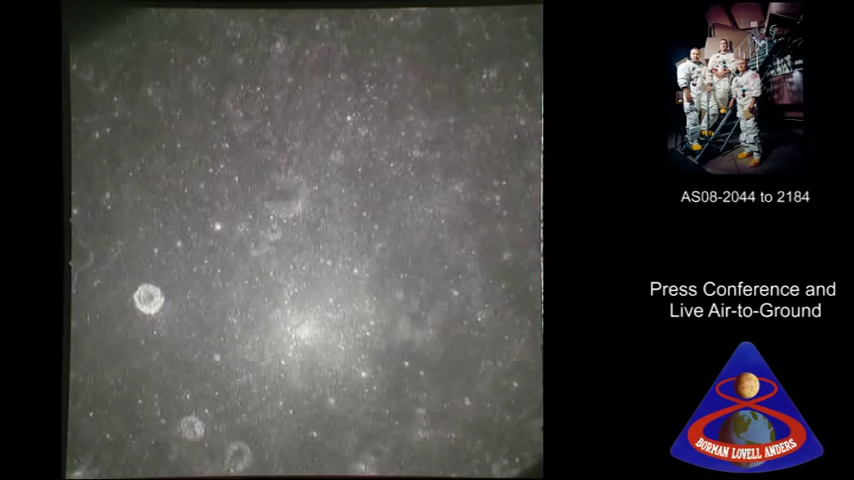 AS08-2044 to 2184
Press Conference and
Live Air-to-Ground
BORMAN LOVELL ANDERS